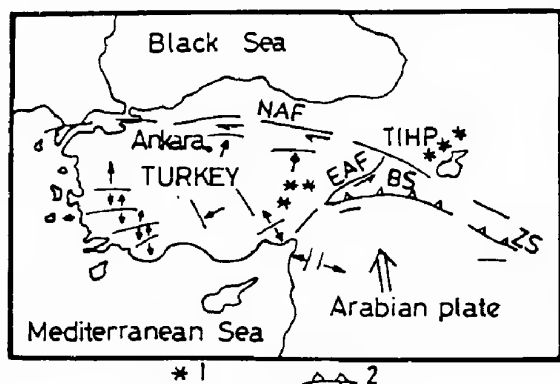 Black Sea
NAF
Ankara
TIHP
TURKEY
EAF
BS
ZS
Arabian plate
Mediterranean Sea
* 1
2